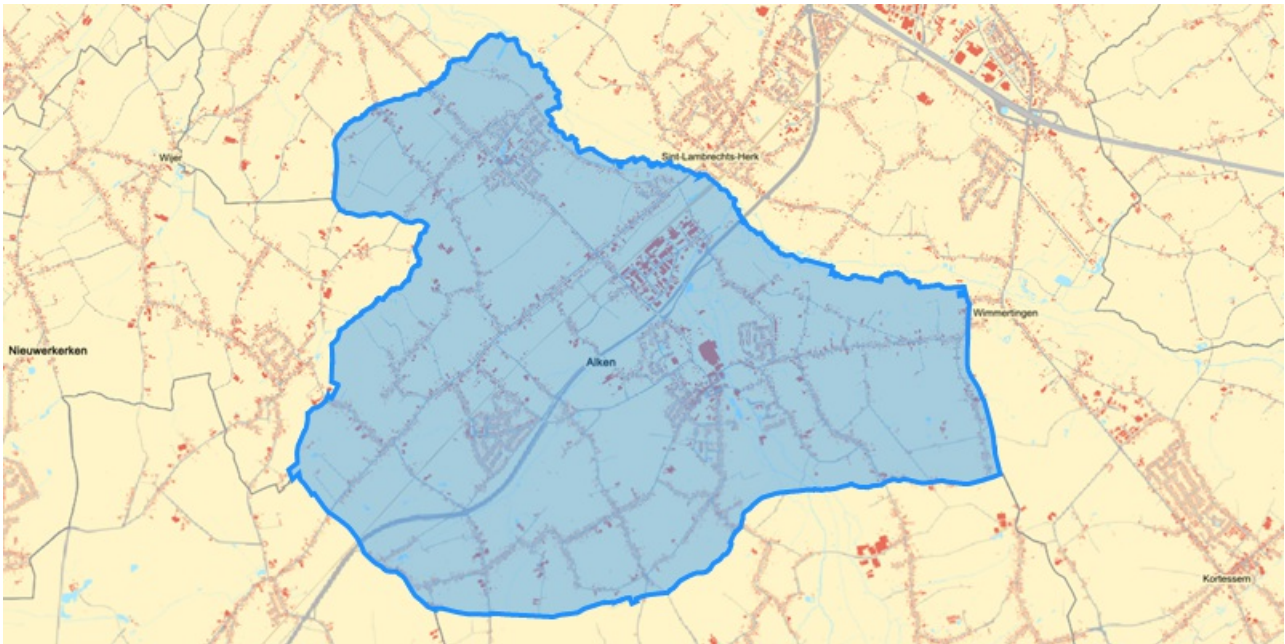 Wijer
Sint-Lambrechts-Herk
Wimmertingen
Nieuwerkerken
Alken
Kortessem